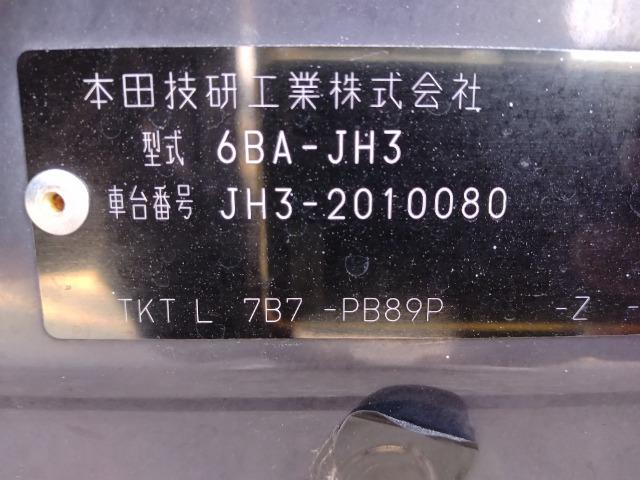 本田技研工業株式会社
型式 6BA-JH3
車台番号 JH3-2010080
TKT L 7B7 -PB89P -Z -